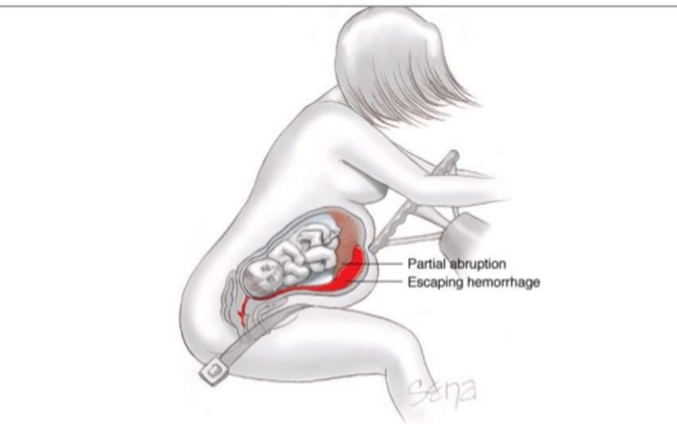 Partial abruption
Escaping hemorrhage
Sena